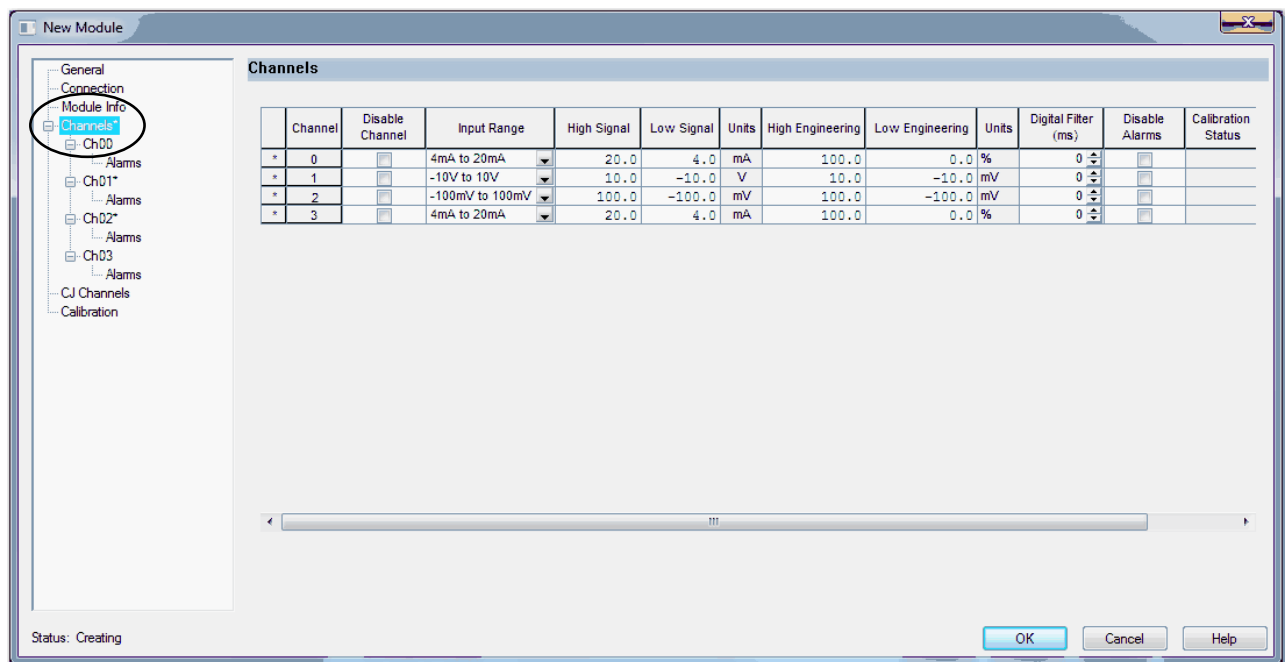 New Module
General
Connection
Module Info
Channels*
Ch00
Alarms
Ch01*
Alarms
Ch02*
Alarms
Ch03
Alarms
CJ Channels
Calibration
Channels
Channel Disable Channel Input Range High Signal Low Signal Units High Engineering Low Engineering Units Digital Filter (ms) Disable Alarms Calibration Status
* 0 4mA to 20mA 20.0 4.0 mA 100.0 0.0 % 0
* 1 -10V to 10V 10.0 -10.0 V 10.0 -10.0 mV 0
* 2 -100mV to 100mV 100.0 -100.0 mV 100.0 -100.0 mV 0
* 3 4mA to 20mA 20.0 4.0 mA 100.0 0.0 % 0
Status: Creating
OK Cancel Help